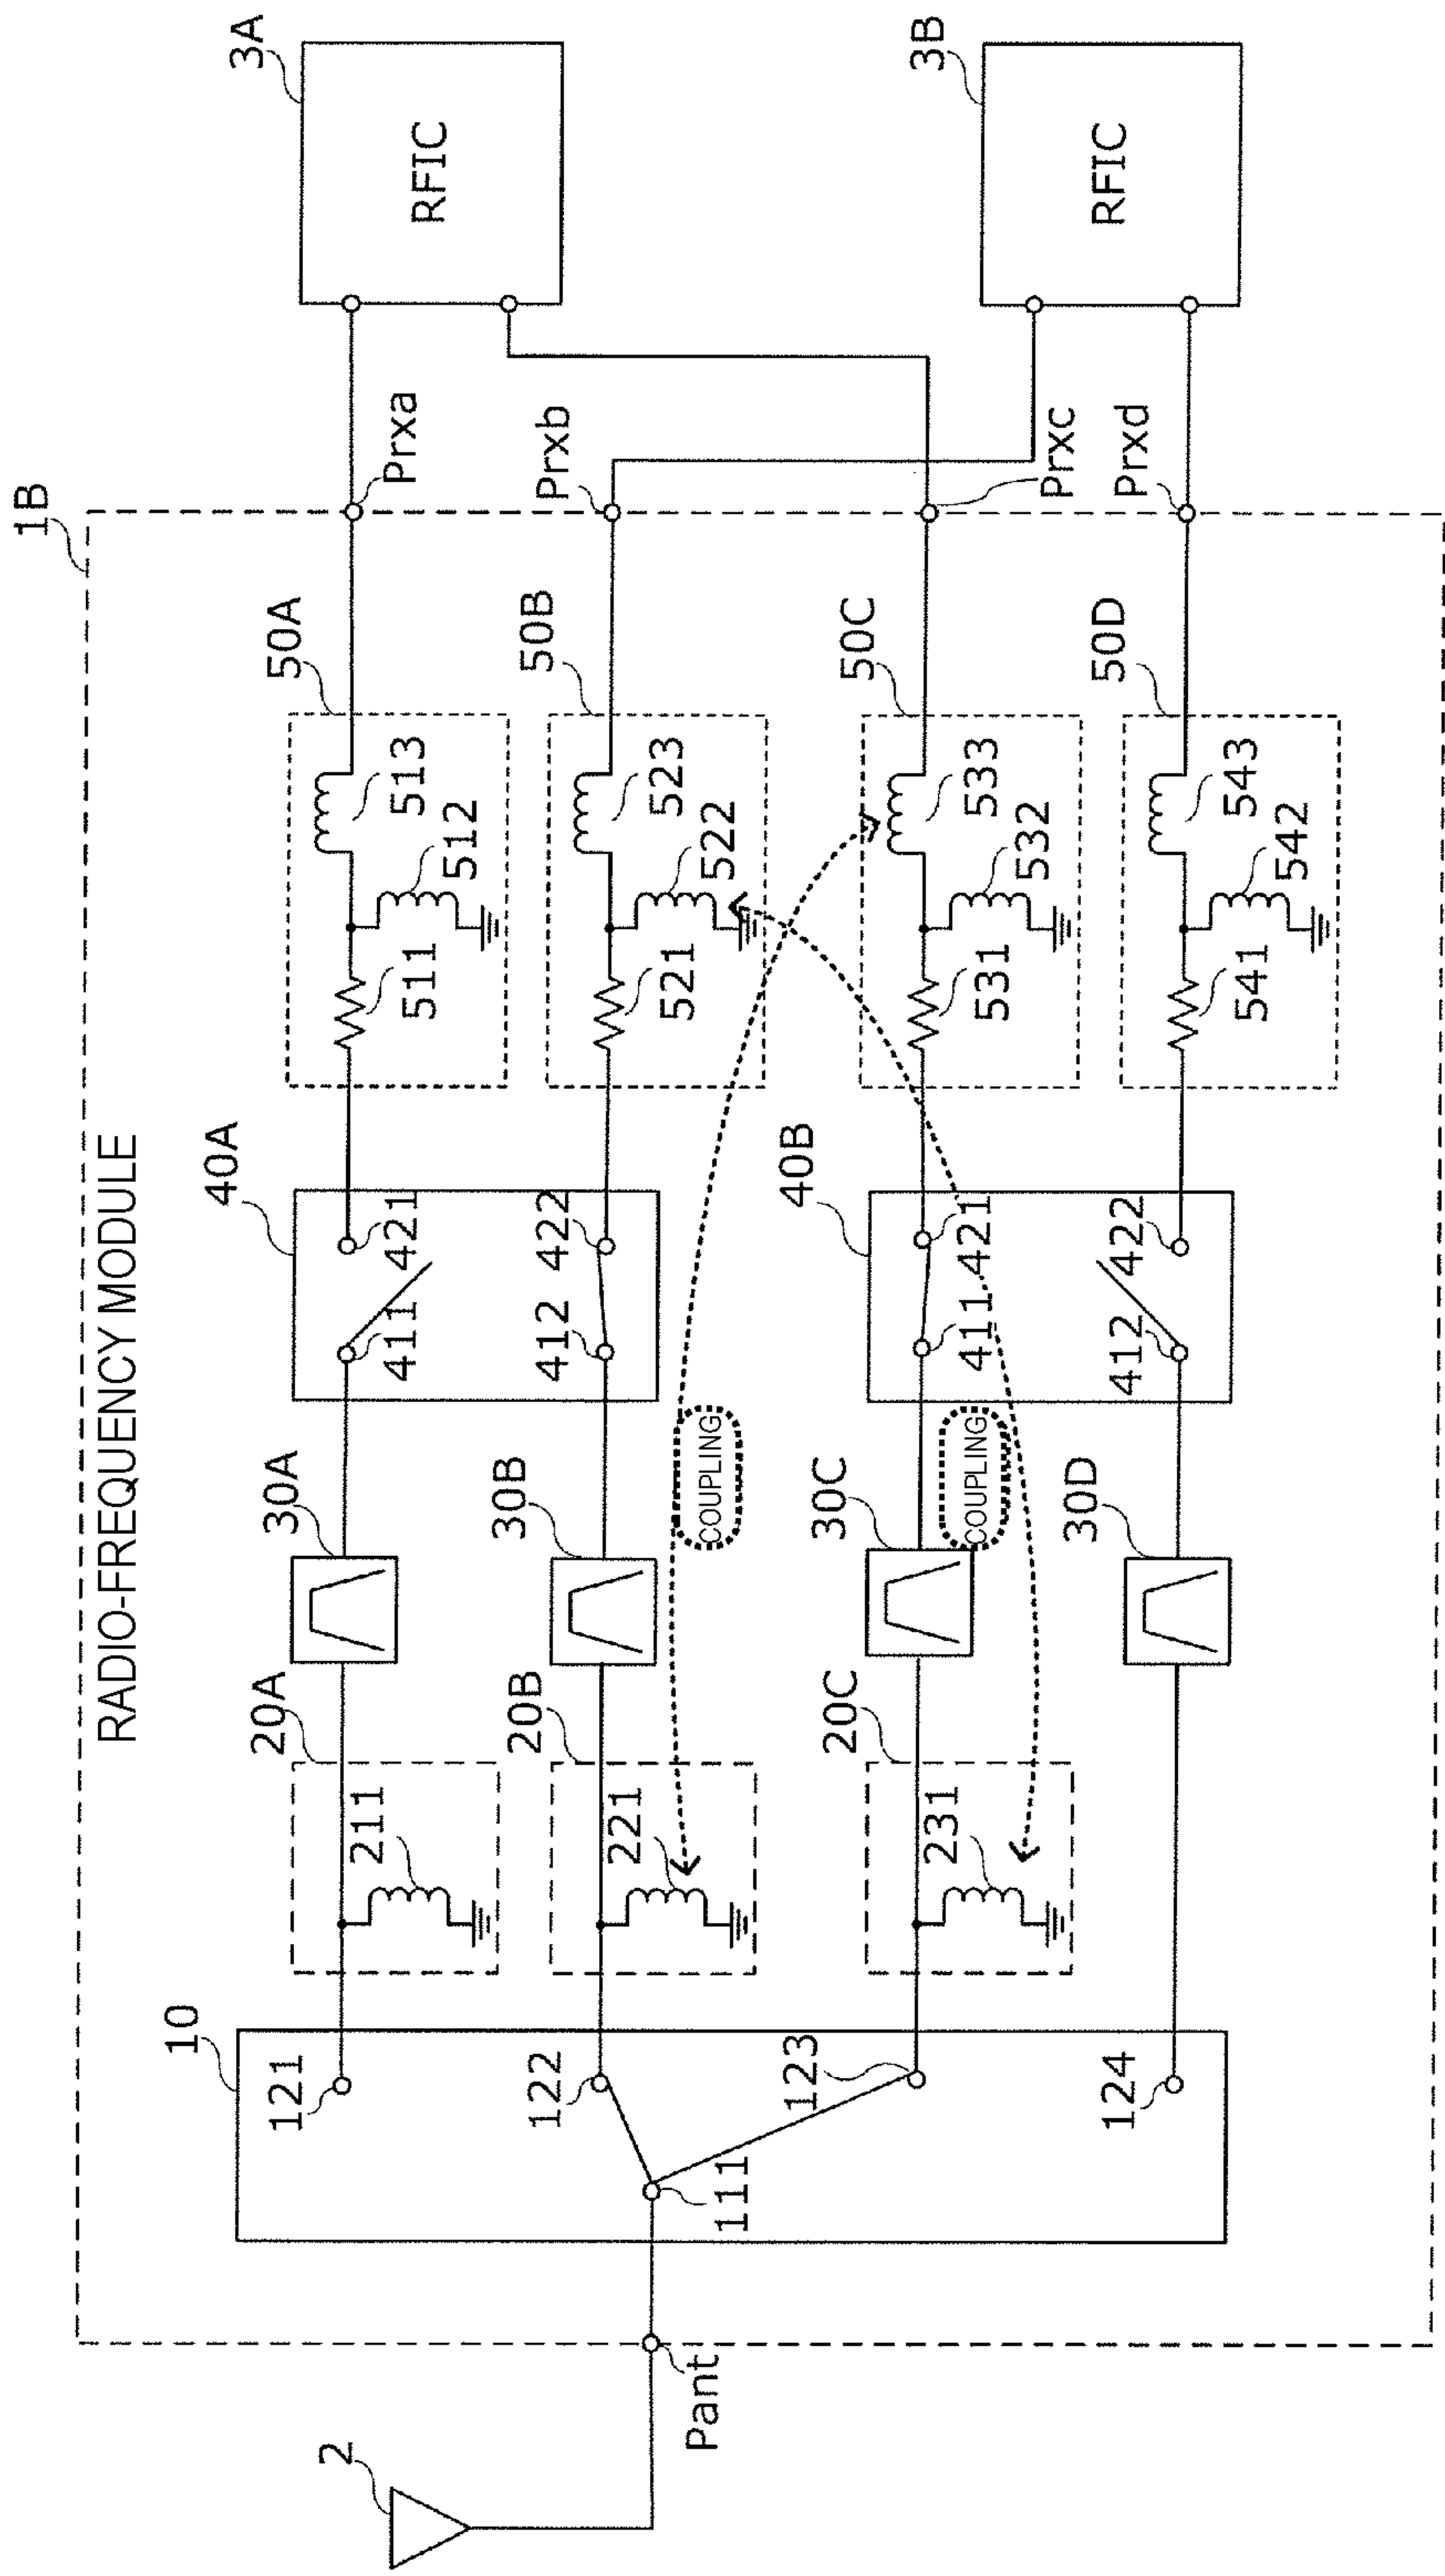 1B
RADIO-FREQUENCY MODULE
2
Pant
10
111
121
122
123
124
20A
211
20B
221
20C
231
30A
30B
30C
30D
COUPLING
COUPLING
40A
411
421
412
422
40B
411
421
412
422
50A
511
512
513
50B
521
522
523
50C
531
532
533
50D
541
542
543
Prxa
Prxb
Prxc
Prxd
3A
RFIC
3B
RFIC